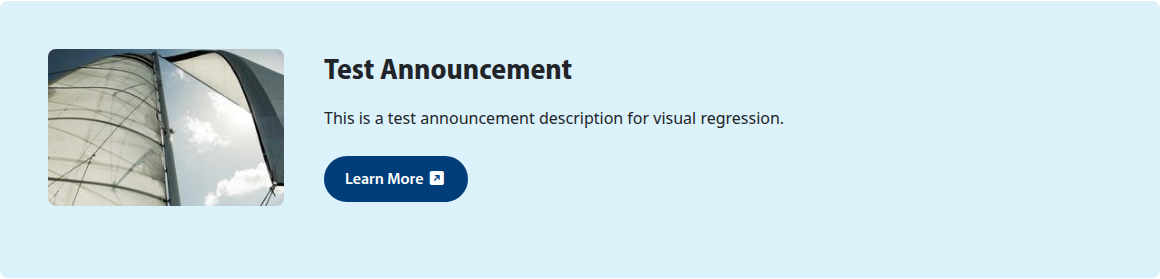 Test Announcement
This is a test announcement description for visual regression.
Learn More